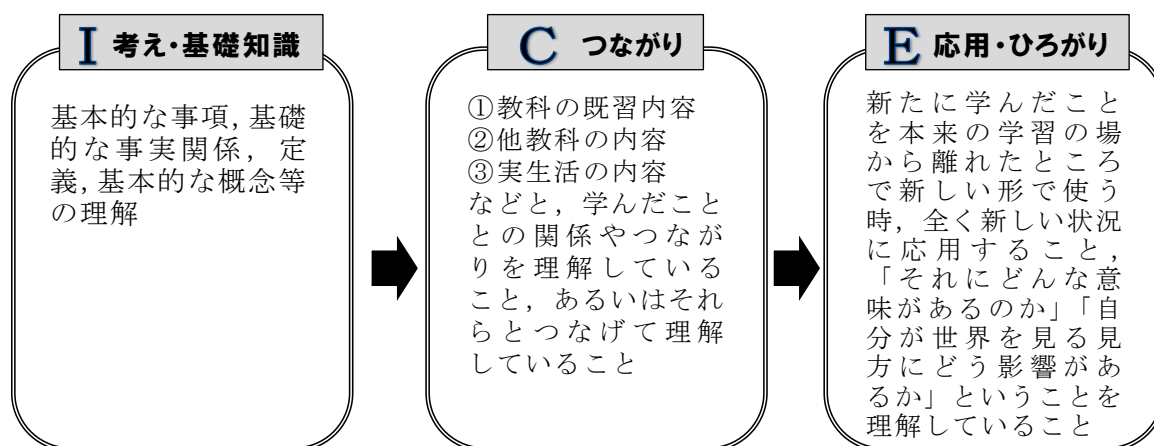 I 考え・基礎知識
基本的な事項，基礎
的な事実関係，定
義，基本的な概念等
の理解
C つながり
①教科の既習内容
②他教科の内容
③実生活の内容
などと，学んだこと
との関係やつなが
りを理解している
こと，あるいはそれ
らとつなげて理解
していること
E 応用・ひろがり
新たに学んだこと
を本来の学習の場
から離れたところ
で新しい形で使う
時，全く新しい状況
に応用すること，
「それにどんな意
味があるのか」「自
分が世界を見る見
方にどう影響があ
るか」ということを
理解していること